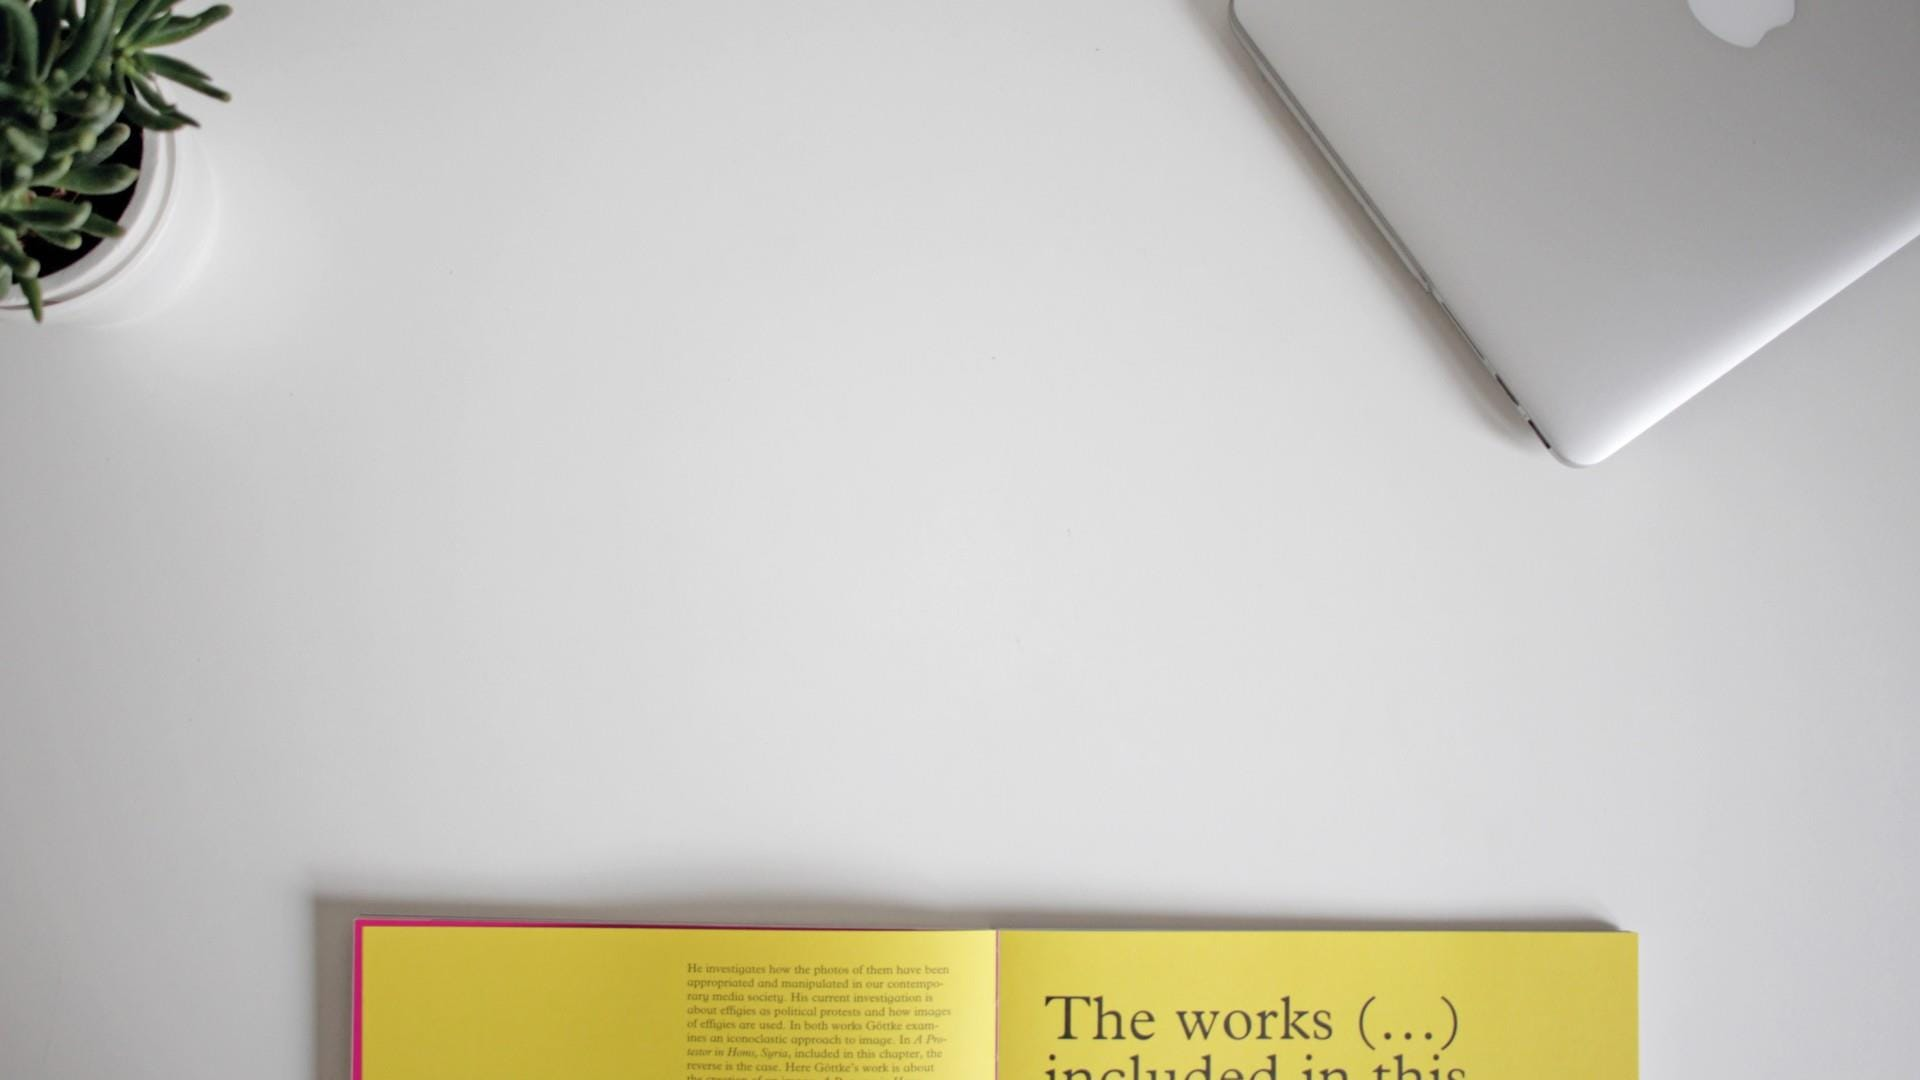 He investigates how the photos of them have been
appropriated and manipulated in our contempo-
rary media society. His current investigation is
about effigies as political protests and how images
of effigies are used. In both works Göttke exam-
ines an iconoclastic approach to image. In A Pro-
testor in Homs, Syria, included in this chapter, the
reverse is the case. Here Göttke's work is about
The works (...)
included in this